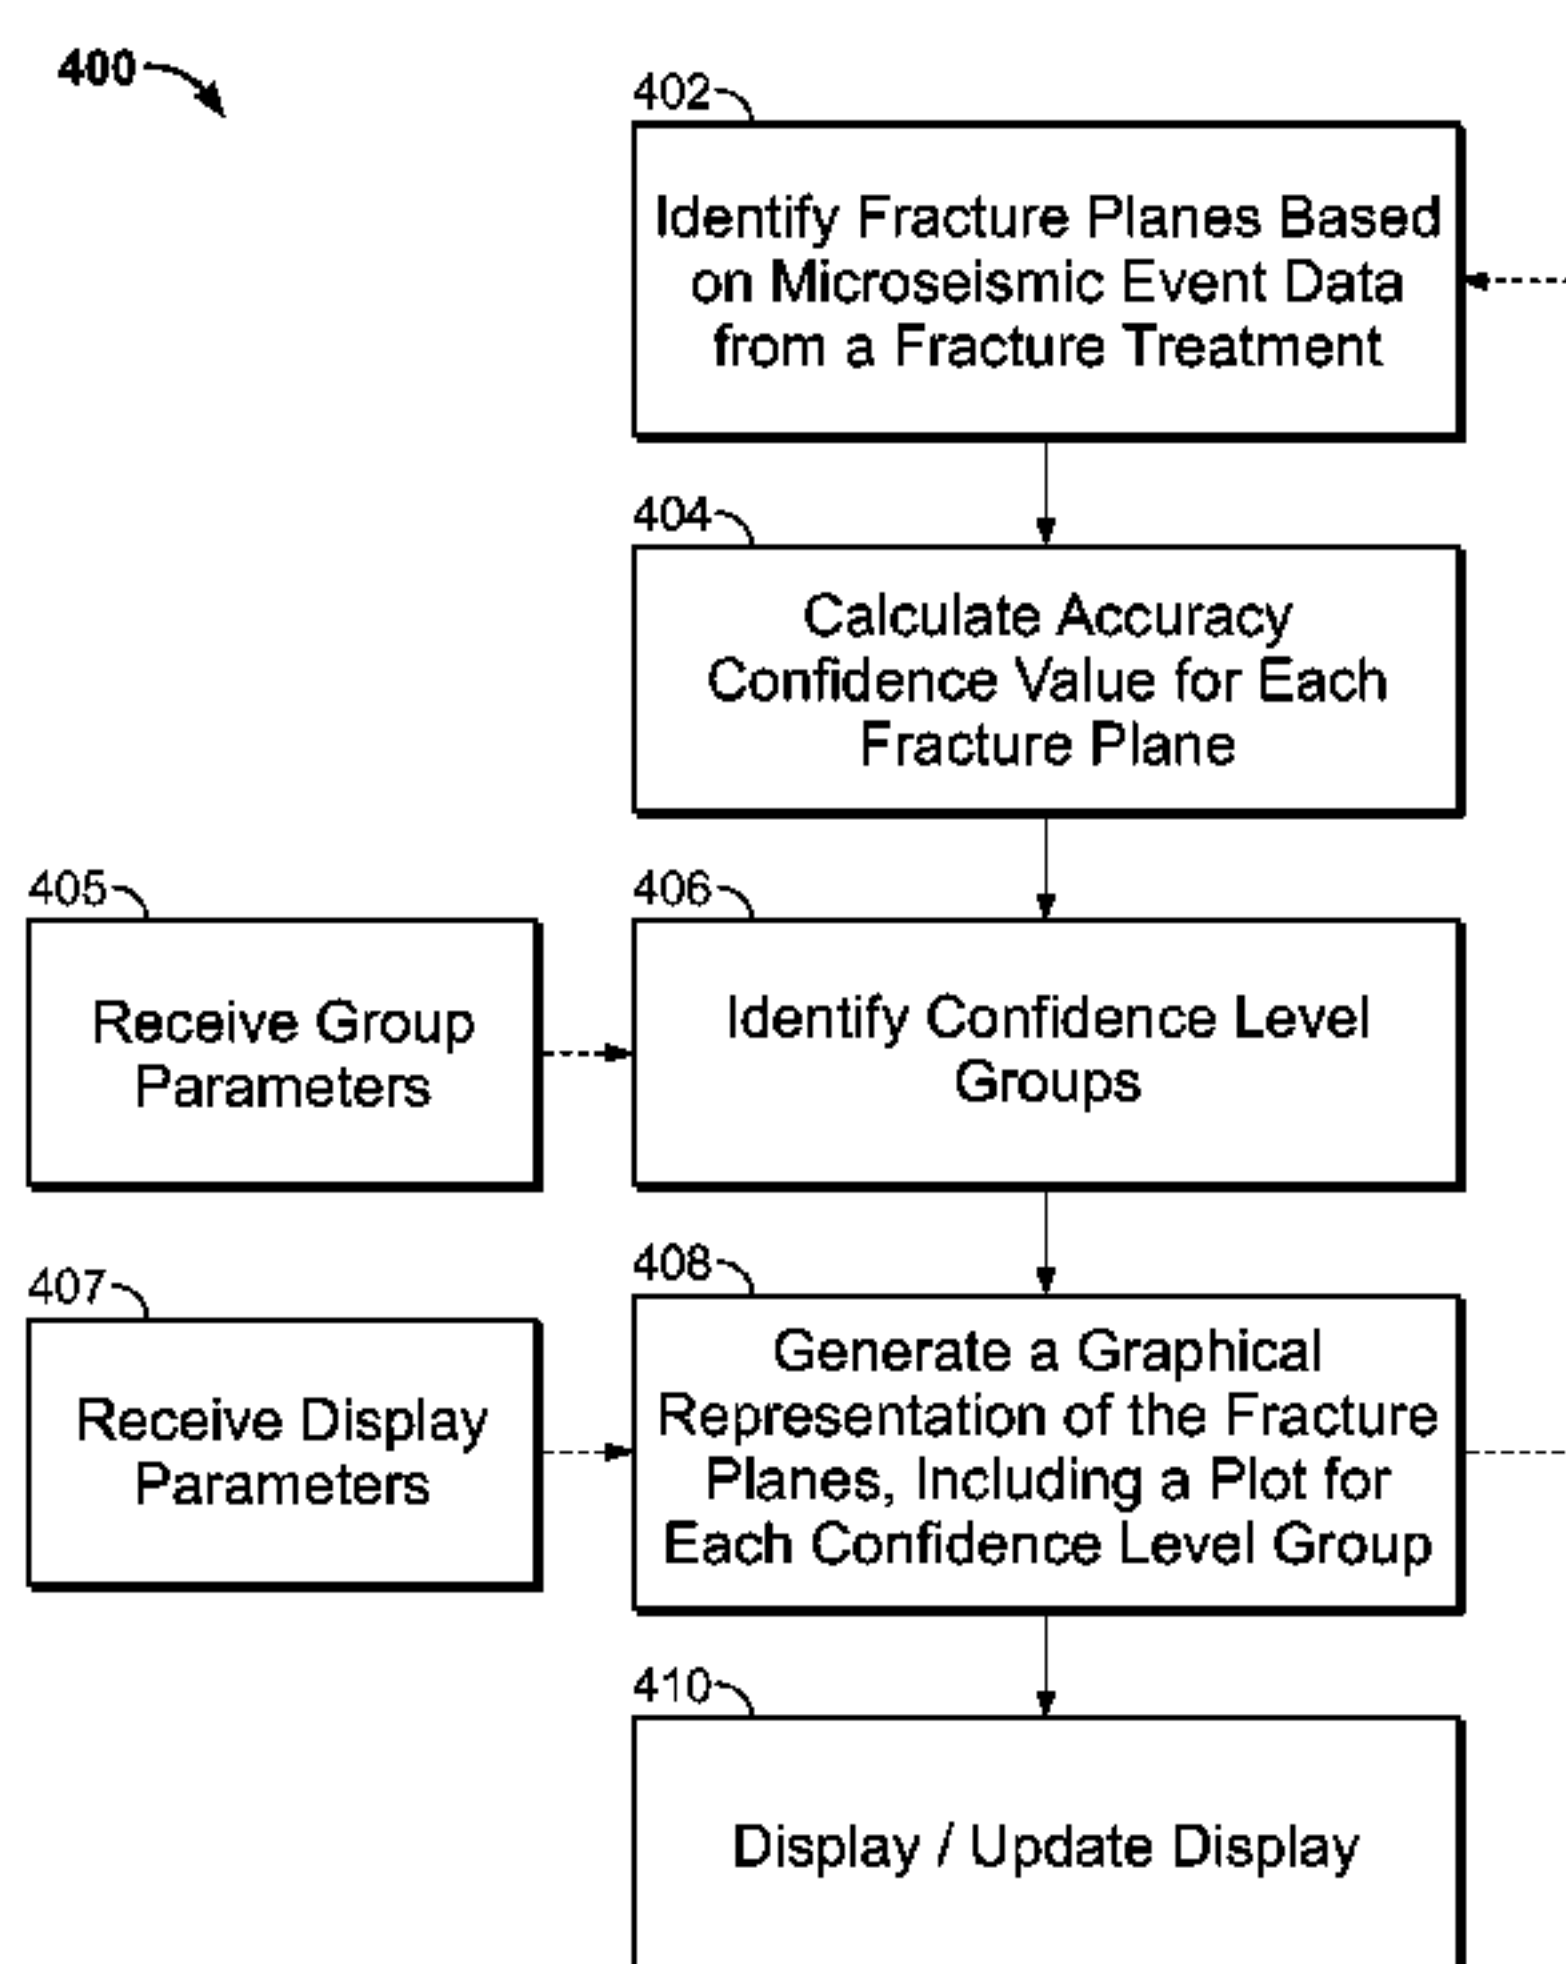 400
402
Identify Fracture Planes Based
on Microseismic Event Data
from a Fracture Treatment
404
Calculate Accuracy
Confidence Value for Each
Fracture Plane
405
Receive Group
Parameters
406
Identify Confidence Level
Groups
407
Receive Display
Parameters
408
Generate a Graphical
Representation of the Fracture
Planes, Including a Plot for
Each Confidence Level Group
410
Display / Update Display